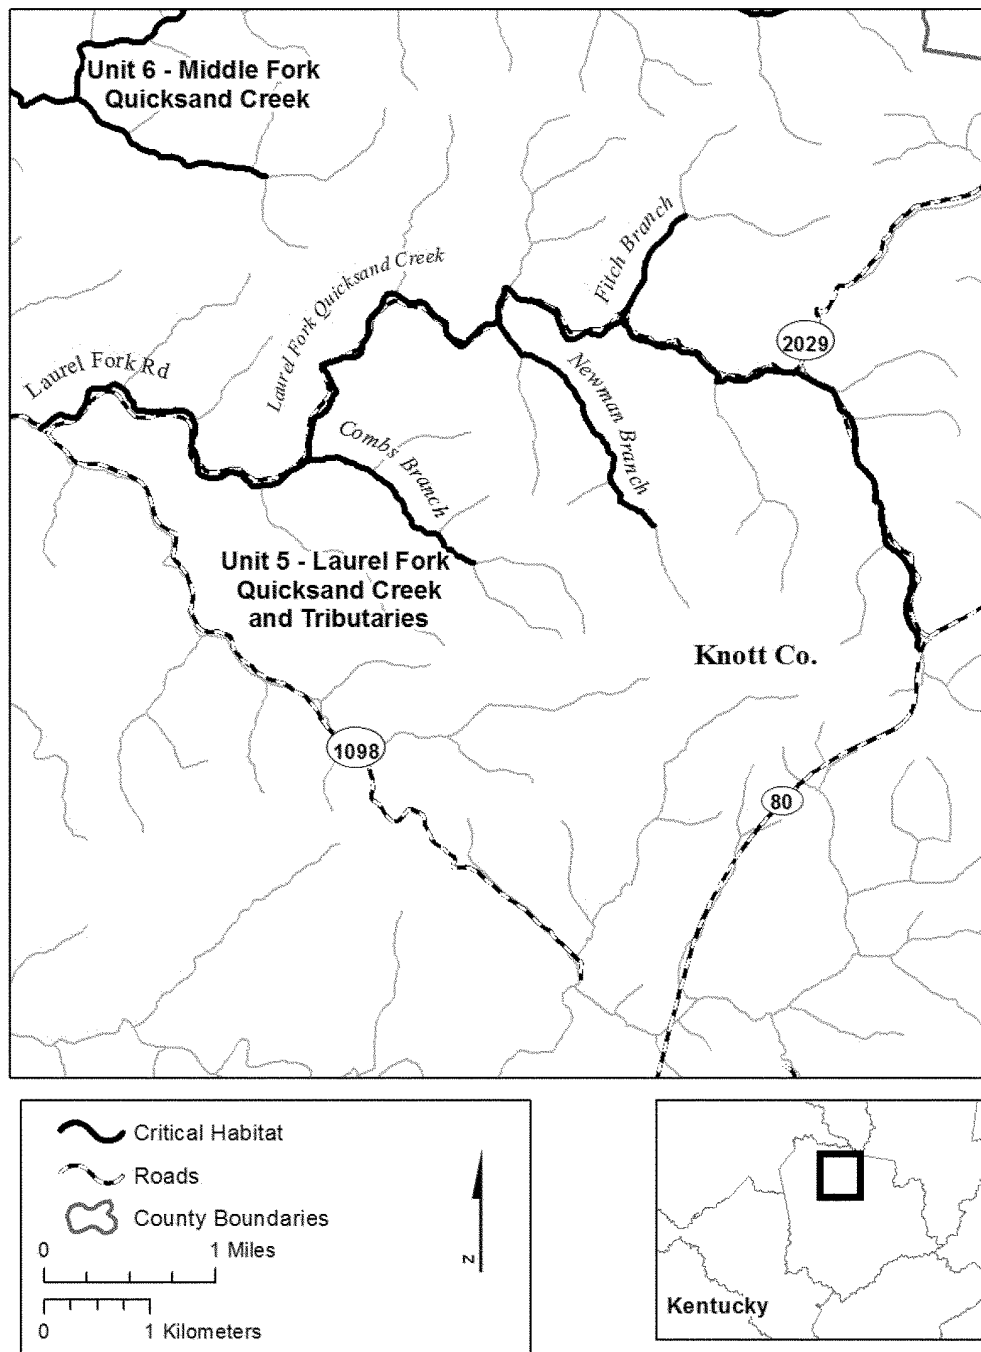 Unit 6 - Middle Fork
Quicksand Creek
Fitch Branch
Laurel Fork Quicksand Creek
2029
Laurel Fork Rd
Newman Branch
Combs Branch
Unit 5 - Laurel Fork
Quicksand Creek
and Tributaries
Knott Co.
1098
80
Critical Habitat
Roads
County Boundaries
0 1 Miles
0 1 Kilometers
N
Kentucky